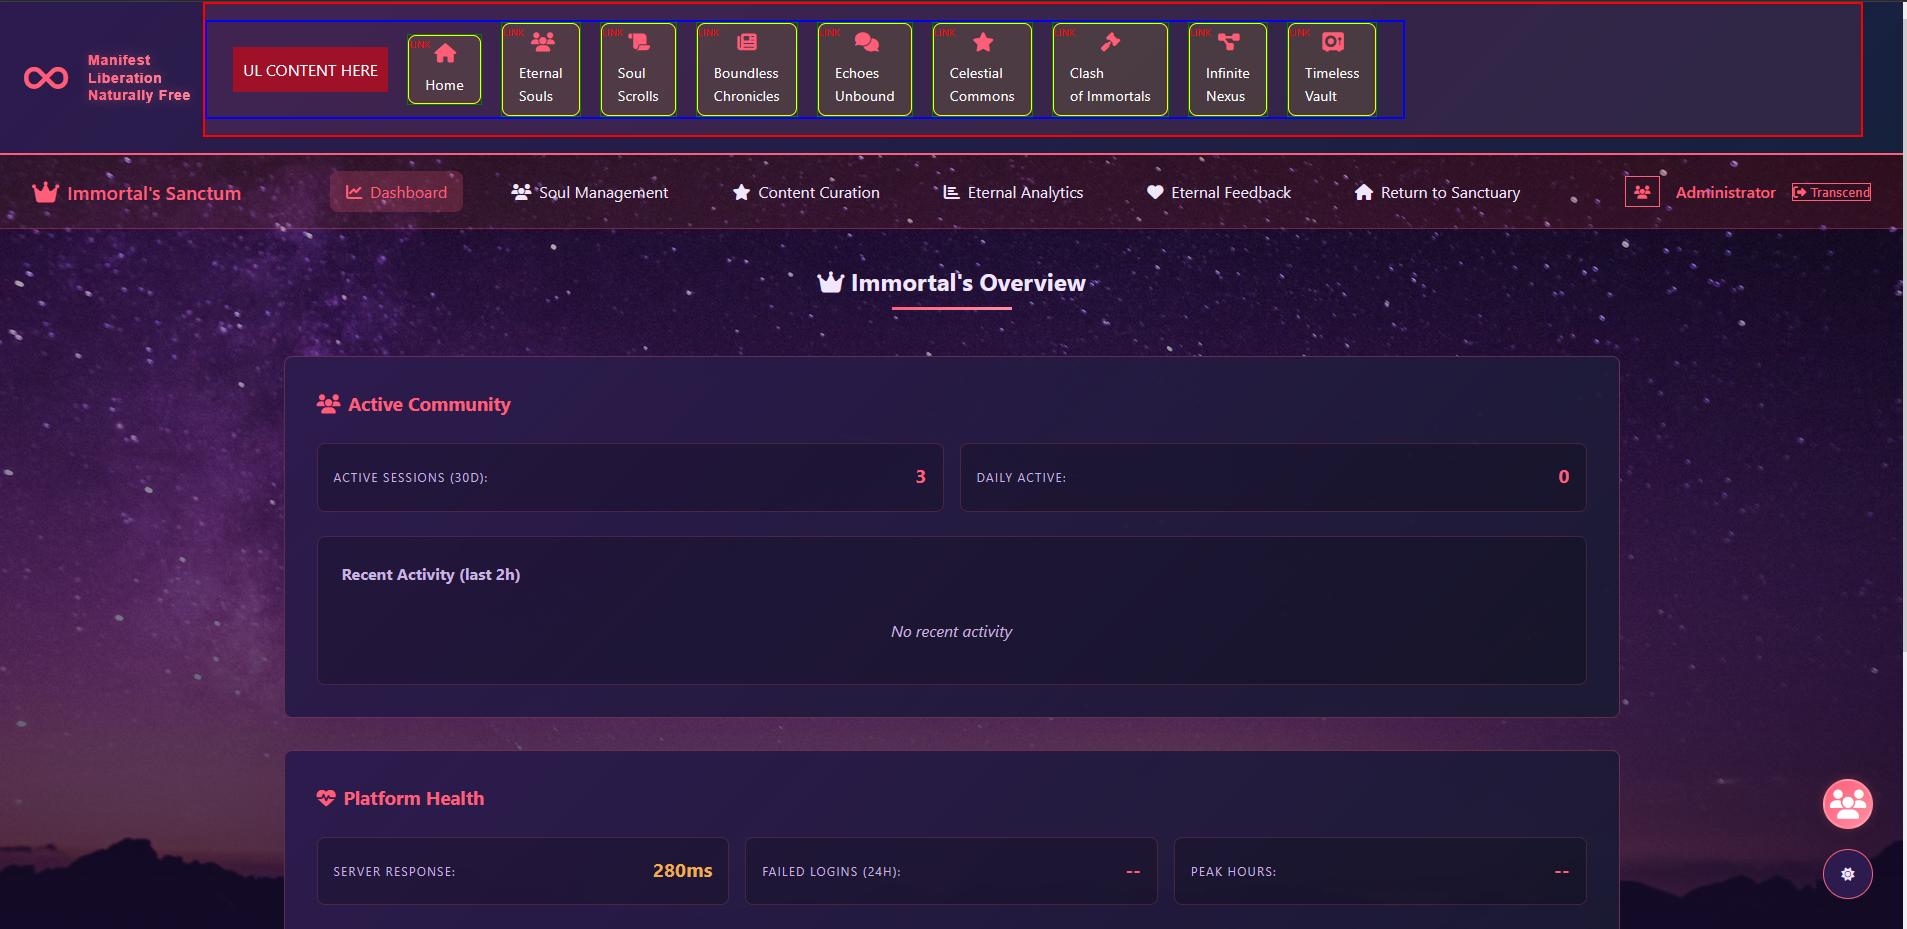 Manifest
Liberation
Naturally Free
UL CONTENT HERE
LINK
Home
LINK
Eternal
Souls
LINK
Soul
Scrolls
LINK
Boundless
Chronicles
LINK
Echoes
Unbound
LINK
Celestial
Commons
LINK
Clash
of Immortals
LINK
Infinite
Nexus
LINK
Timeless
Vault
Immortal's Sanctum
Dashboard
Soul Management
Content Curation
Eternal Analytics
Eternal Feedback
Return to Sanctuary
Administrator
Transcend
Immortal's Overview
Active Community
ACTIVE SESSIONS (30D): 3
DAILY ACTIVE: 0
Recent Activity (last 2h)
No recent activity
Platform Health
SERVER RESPONSE: 280ms
FAILED LOGINS (24H): --
PEAK HOURS: --